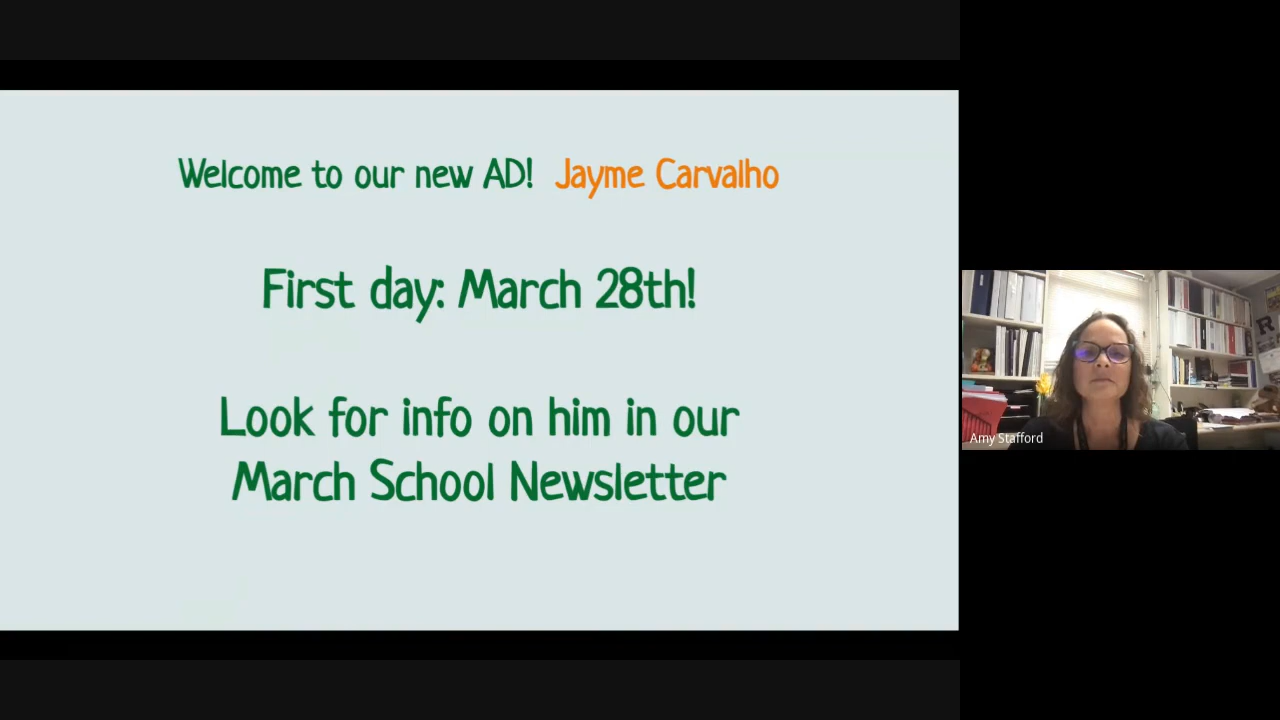 Welcome to our new AD! Jayme Carvalho
First day: March 28th!
Look for info on him in our
March School Newsletter
Amy Stafford
R